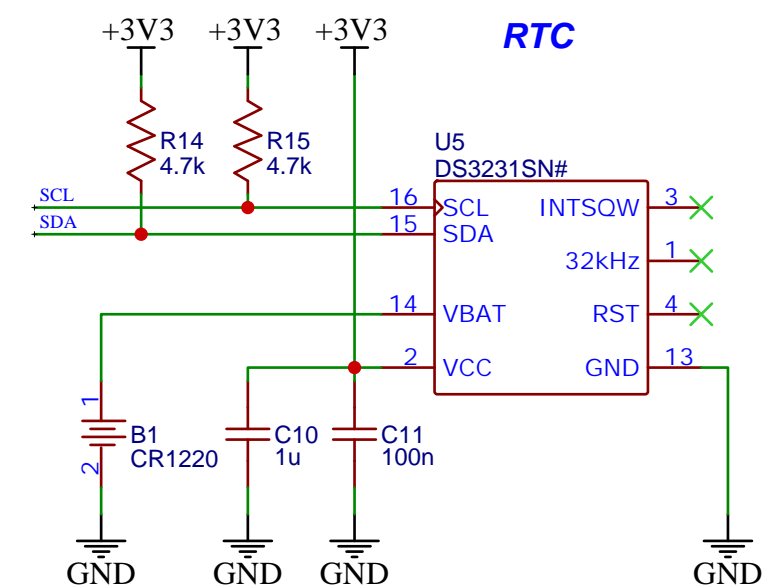 +3V3 +3V3 +3V3 RTC
R14
4.7k
R15
4.7k
U5
DS3231SN#
SCL
SDA
16 SCL INTSQW 3
15 SDA
32kHz 1
14 VBAT RST 4
2 VCC GND 13
1
B1
CR1220
2
C10
1u
C11
100n
GND GND GND GND